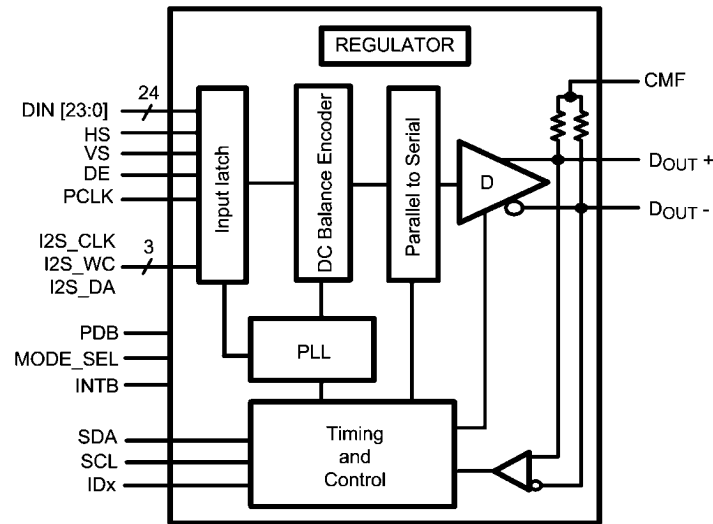 REGULATOR
CMF
24
DIN [23:0]
HS
VS
DE
PCLK
Input latch
DC Balance Encoder
Parallel to Serial
D
DOUT +
DOUT -
I2S_CLK
3
I2S_WC
I2S_DA
PDB
MODE_SEL
INTB
PLL
SDA
SCL
IDx
Timing
and
Control